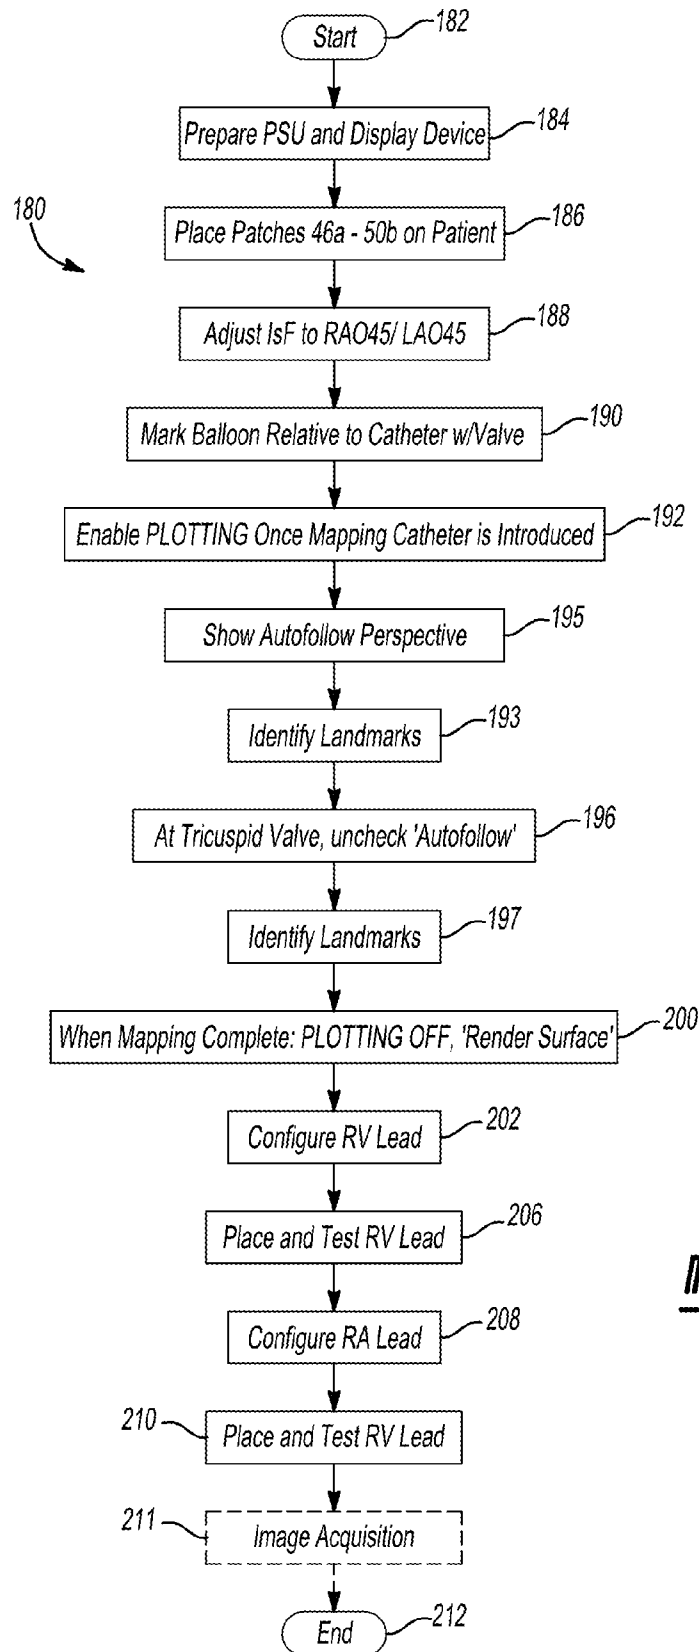 Start
182
Prepare PSU and Display Device
184
180
Place Patches 46a - 50b on Patient
186
Adjust IsF to RAO45/ LAO45
188
Mark Balloon Relative to Catheter w/Valve
190
Enable PLOTTING Once Mapping Catheter is Introduced
192
Show Autofollow Perspective
195
Identify Landmarks
193
At Tricuspid Valve, uncheck 'Autofollow'
196
Identify Landmarks
197
When Mapping Complete: PLOTTING OFF, 'Render Surface'
200
Configure RV Lead
202
Place and Test RV Lead
206
Configure RA Lead
208
210
Place and Test RV Lead
211
Image Acquisition
End
212